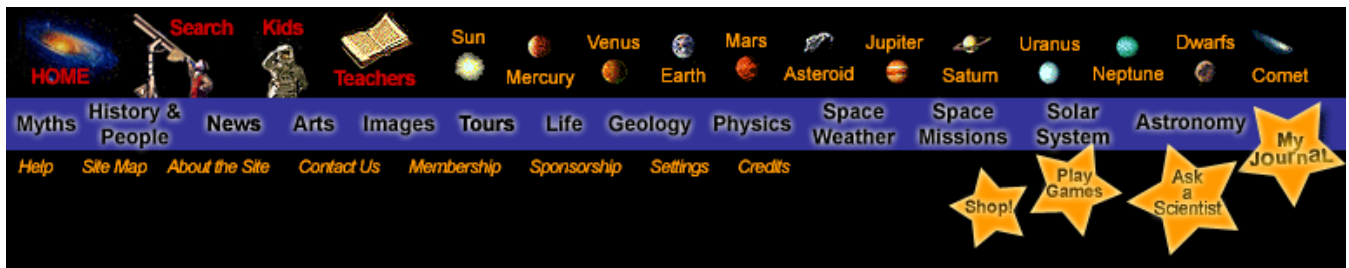 Search Kids
HOME
Teachers
Sun Venus Mars Jupiter Uranus Dwarfs
Mercury Earth Asteroid Saturn Neptune Comet
Myths History & People News Arts Images Tours Life Geology Physics Space Weather Space Missions Solar System Astronomy
My Journal
Help Site Map About the Site Contact Us Membership Sponsorship Settings Credits
Shop!
Play
Games
Ask
a
Scientist